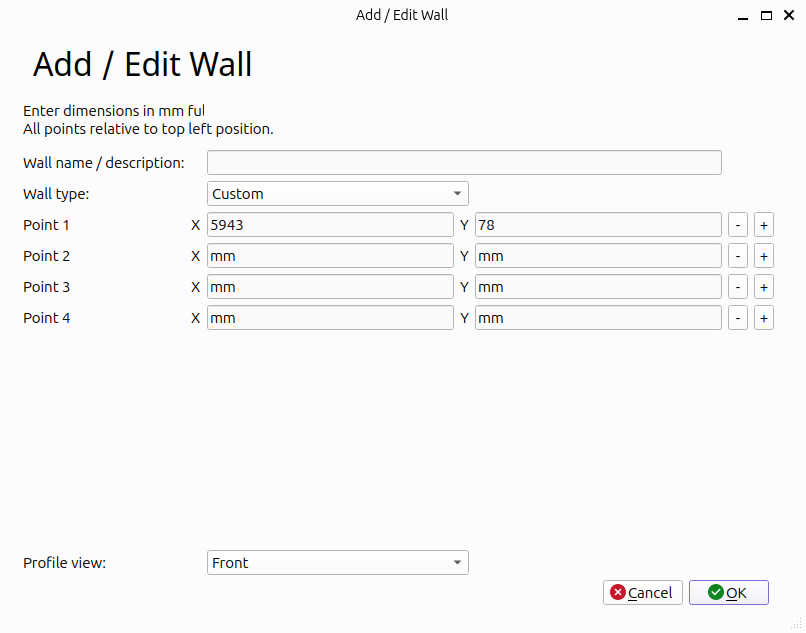 Add / Edit Wall
Add / Edit Wall
Enter dimensions in mm ful
All points relative to top left position.
Wall name / description:
Wall type: Custom
Point 1 X 5943 Y 78 - +
Point 2 X mm Y mm - +
Point 3 X mm Y mm - +
Point 4 X mm Y mm - +
Profile view: Front
Cancel OK